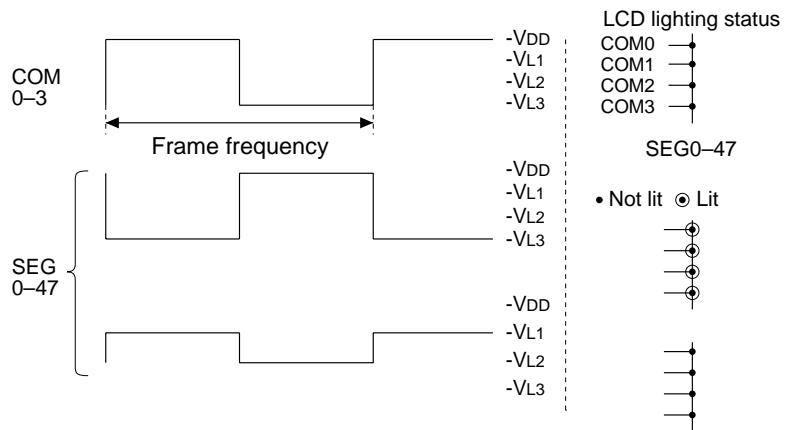 LCD lighting status
-VDD
-VL1
-VL2
-VL3
COM
0–3
COM0
COM1
COM2
COM3
Frame frequency
SEG0–47
-VDD
-VL1
-VL2
-VL3
• Not lit ◉ Lit
SEG
0–47
-VDD
-VL1
-VL2
-VL3